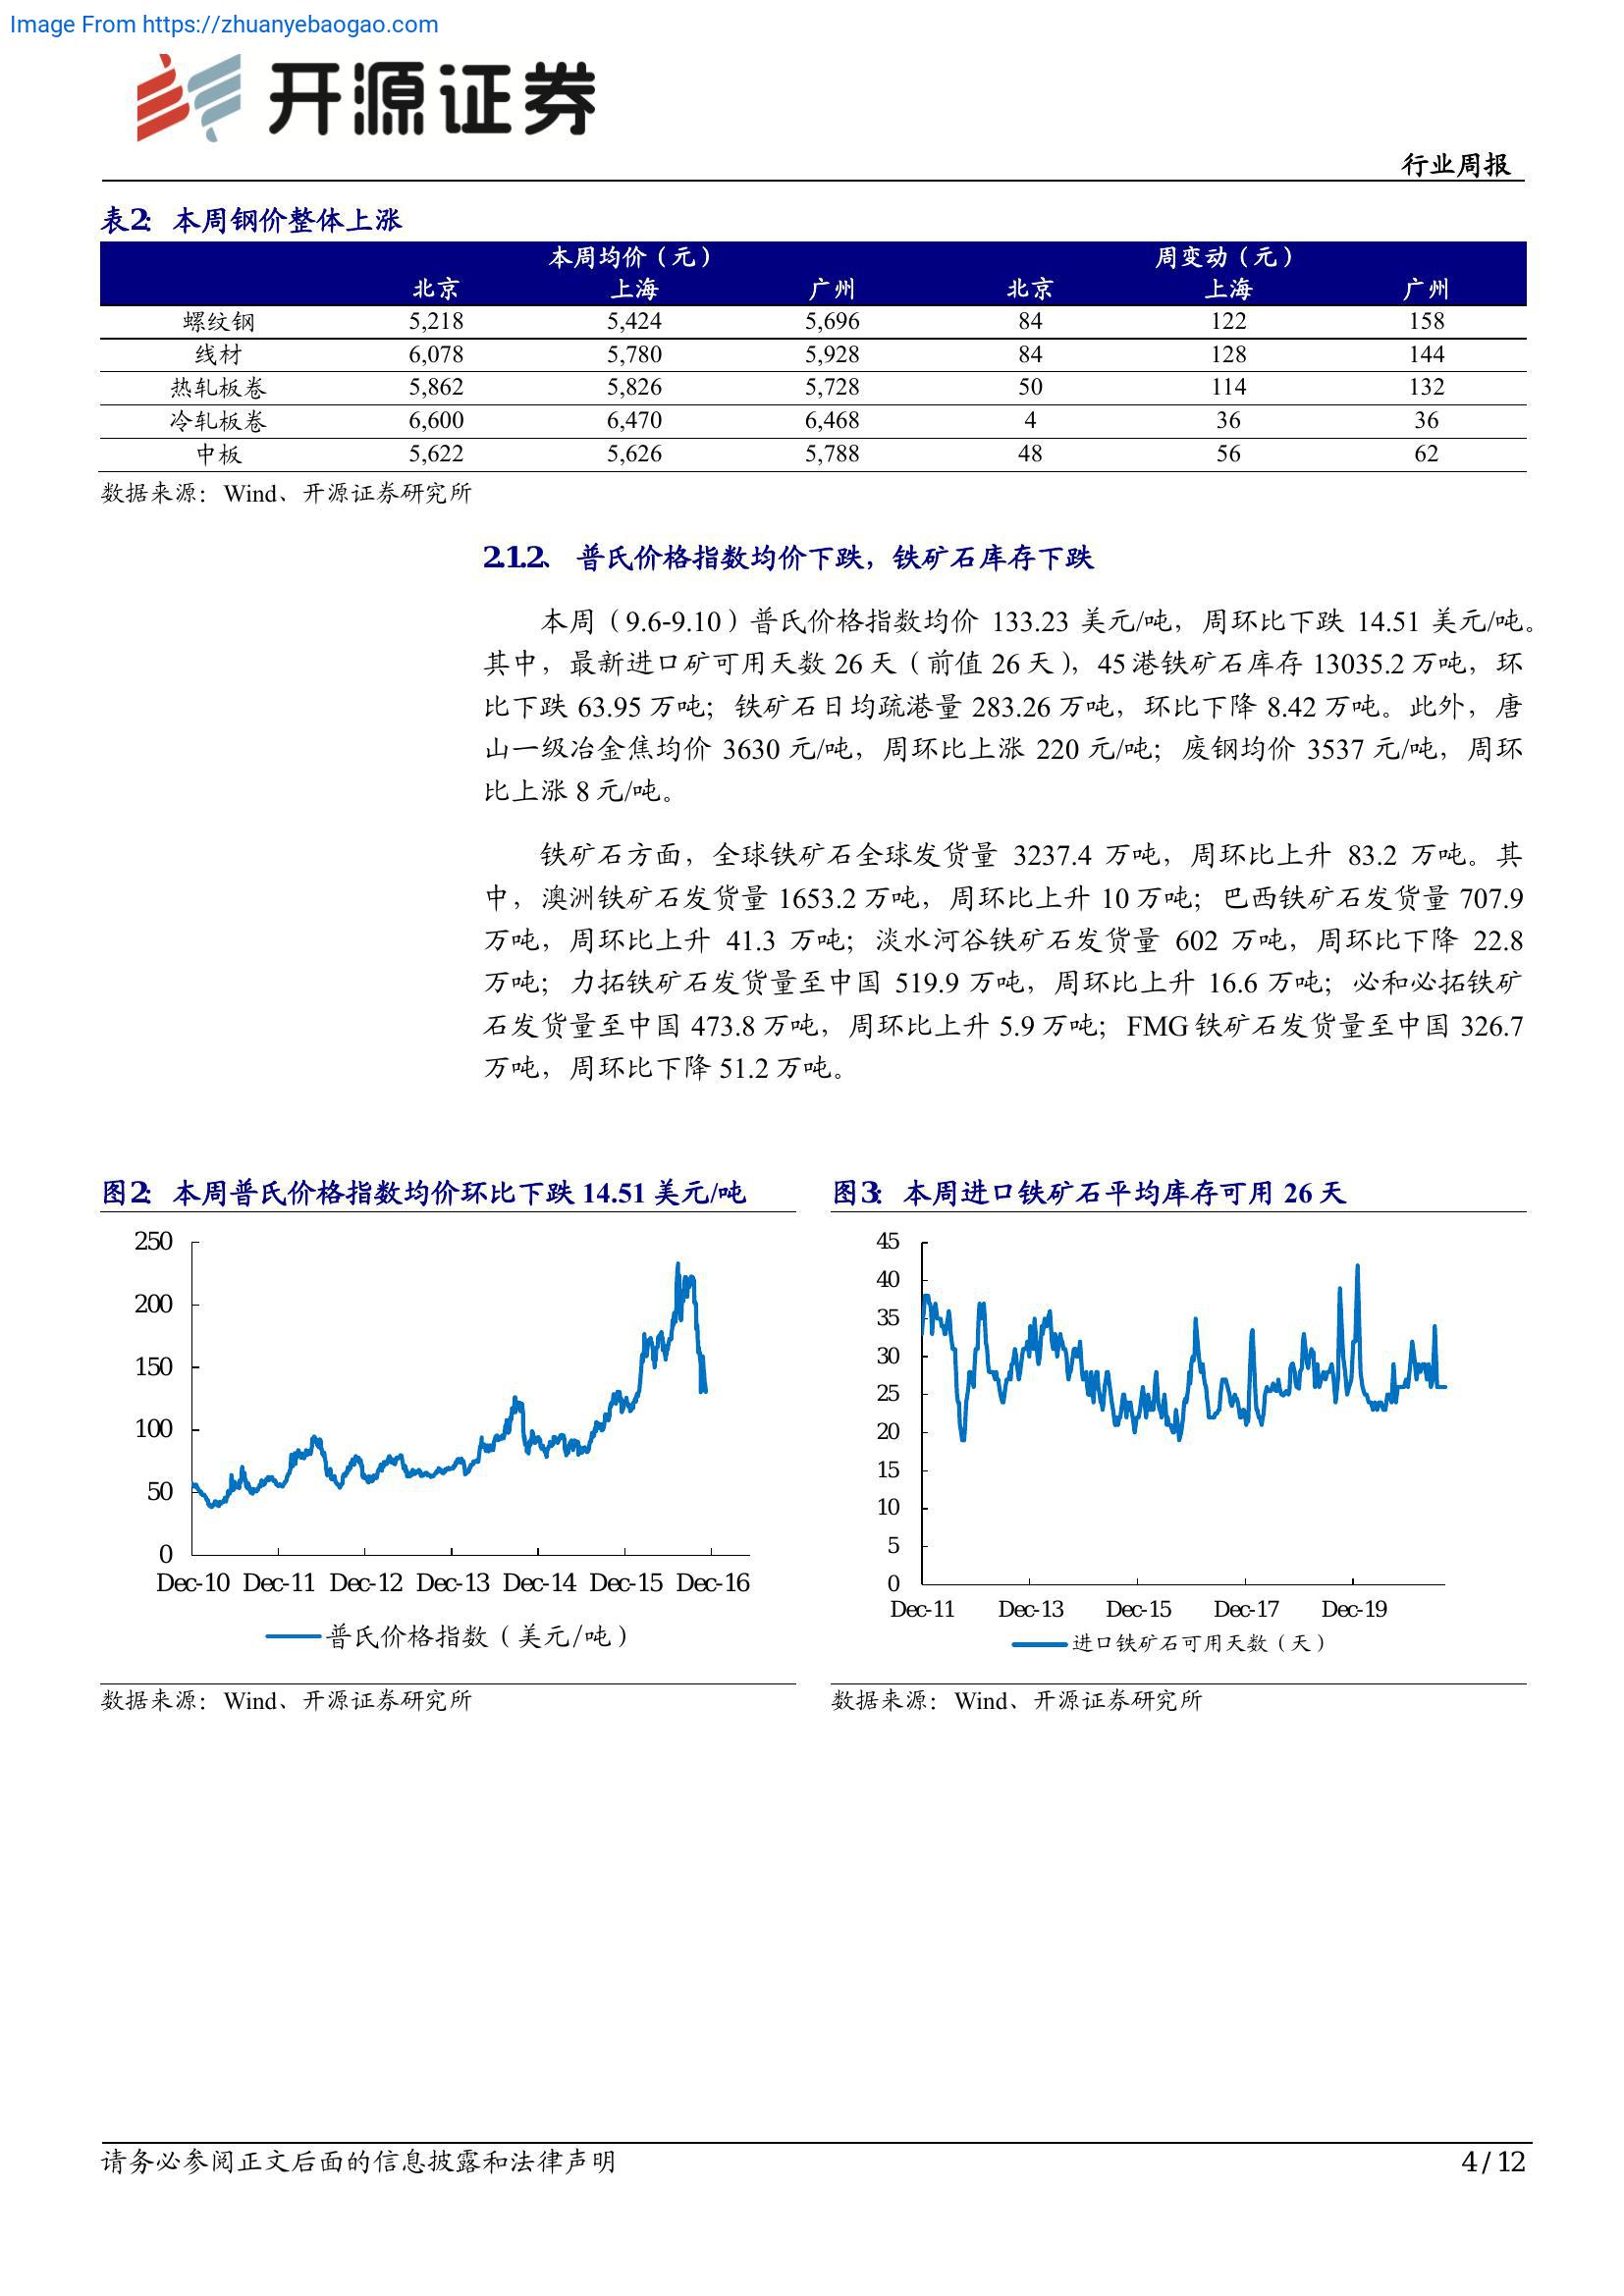 Image From https://zhuanyebaogao.com
开源证券
行业周报
表2： 本周钢价整体上涨
本周均价（元） 周变动（元）
北京 上海 广州 北京 上海 广州
螺纹钢 5,218 5,424 5,696 84 122 158
线材 6,078 5,780 5,928 84 128 144
热轧板卷 5,862 5,826 5,728 50 114 132
冷轧板卷 6,600 6,470 6,468 4 36 36
中板 5,622 5,626 5,788 48 56 62
数据来源：Wind、开源证券研究所
2.1.2、 普氏价格指数均价下跌，铁矿石库存下跌
本周（9.6-9.10）普氏价格指数均价 133.23 美元/吨，周环比下跌 14.51 美元/吨。
其中，最新进口矿可用天数 26 天（前值 26 天），45 港铁矿石库存 13035.2 万吨，环
比下跌 63.95 万吨；铁矿石日均疏港量 283.26 万吨，环比下降 8.42 万吨。此外，唐
山一级冶金焦均价 3630 元/吨，周环比上涨 220 元/吨；废钢均价 3537 元/吨，周环
比上涨 8 元/吨。
铁矿石方面，全球铁矿石全球发货量 3237.4 万吨，周环比上升 83.2 万吨。其
中，澳洲铁矿石发货量 1653.2 万吨，周环比上升 10 万吨；巴西铁矿石发货量 707.9
万吨，周环比上升 41.3 万吨；淡水河谷铁矿石发货量 602 万吨，周环比下降 22.8
万吨；力拓铁矿石发货量至中国 519.9 万吨，周环比上升 16.6 万吨；必和必拓铁矿
石发货量至中国 473.8 万吨，周环比上升 5.9 万吨；FMG 铁矿石发货量至中国 326.7
万吨，周环比下降 51.2 万吨。
图2： 本周普氏价格指数均价环比下跌 14.51 美元/吨
250
200
150
100
50
0
Dec-10 Dec-11 Dec-12 Dec-13 Dec-14 Dec-15 Dec-16
普氏价格指数（美元/吨）
数据来源：Wind、开源证券研究所
图3： 本周进口铁矿石平均库存可用 26 天
45
40
35
30
25
20
15
10
5
0
Dec-11 Dec-13 Dec-15 Dec-17 Dec-19
进口铁矿石可用天数（天）
数据来源：Wind、开源证券研究所
请务必参阅正文后面的信息披露和法律声明 4 / 12